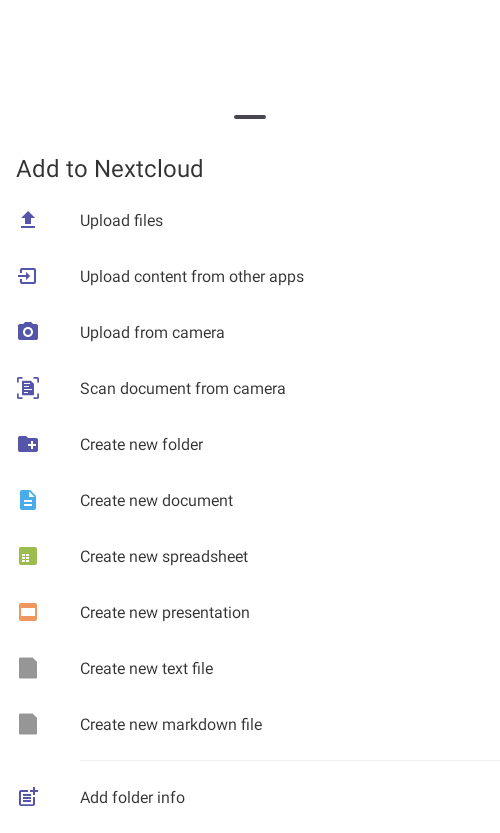 Add to Nextcloud
Upload files
Upload content from other apps
Upload from camera
Scan document from camera
Create new folder
Create new document
Create new spreadsheet
Create new presentation
Create new text file
Create new markdown file
Add folder info